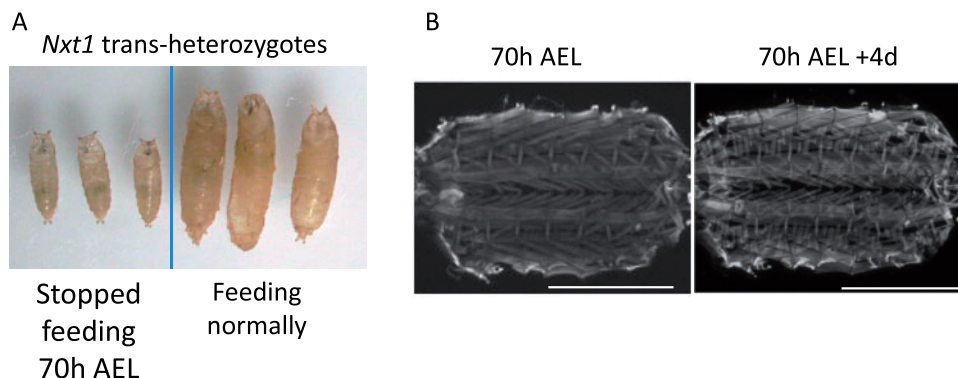 A
Nxt1 trans-heterozygotes
Stopped
feeding
70h AEL
Feeding
normally
B
70h AEL
70h AEL +4d